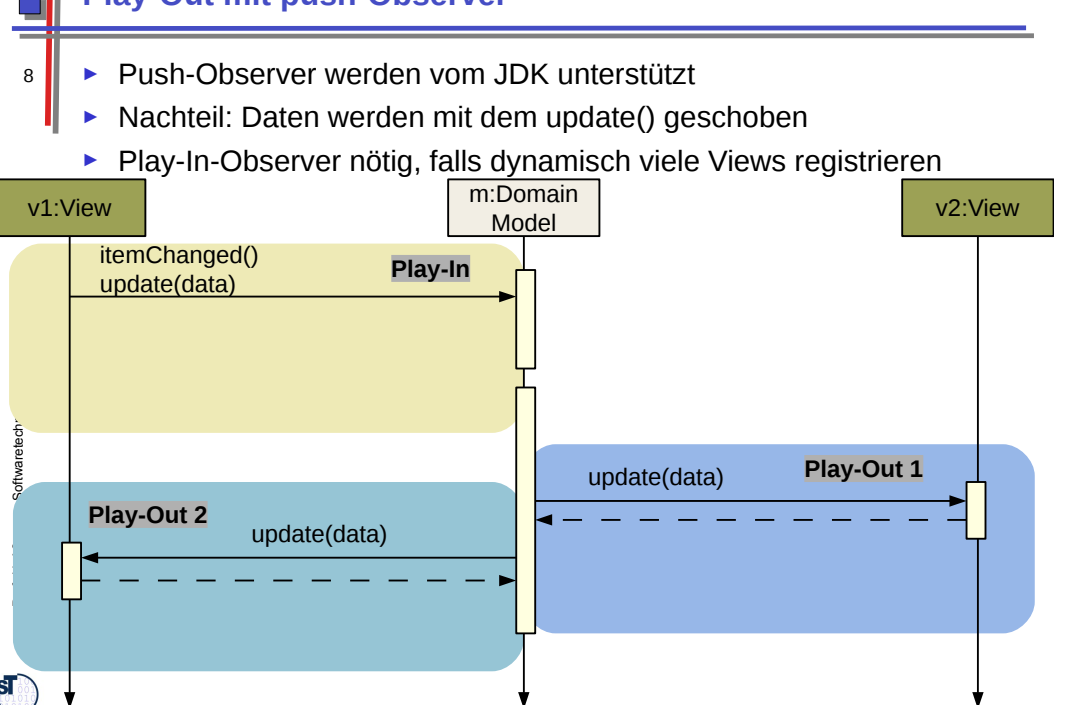 Play-Out mit push-Observer
8
► Push-Observer werden vom JDK unterstützt
► Nachteil: Daten werden mit dem update() geschoben
► Play-In-Observer nötig, falls dynamisch viele Views registrieren
v1:View
m:Domain
Model
v2:View
itemChanged()
update(data)
Play-In
update(data)
Play-Out 1
Play-Out 2
update(data)